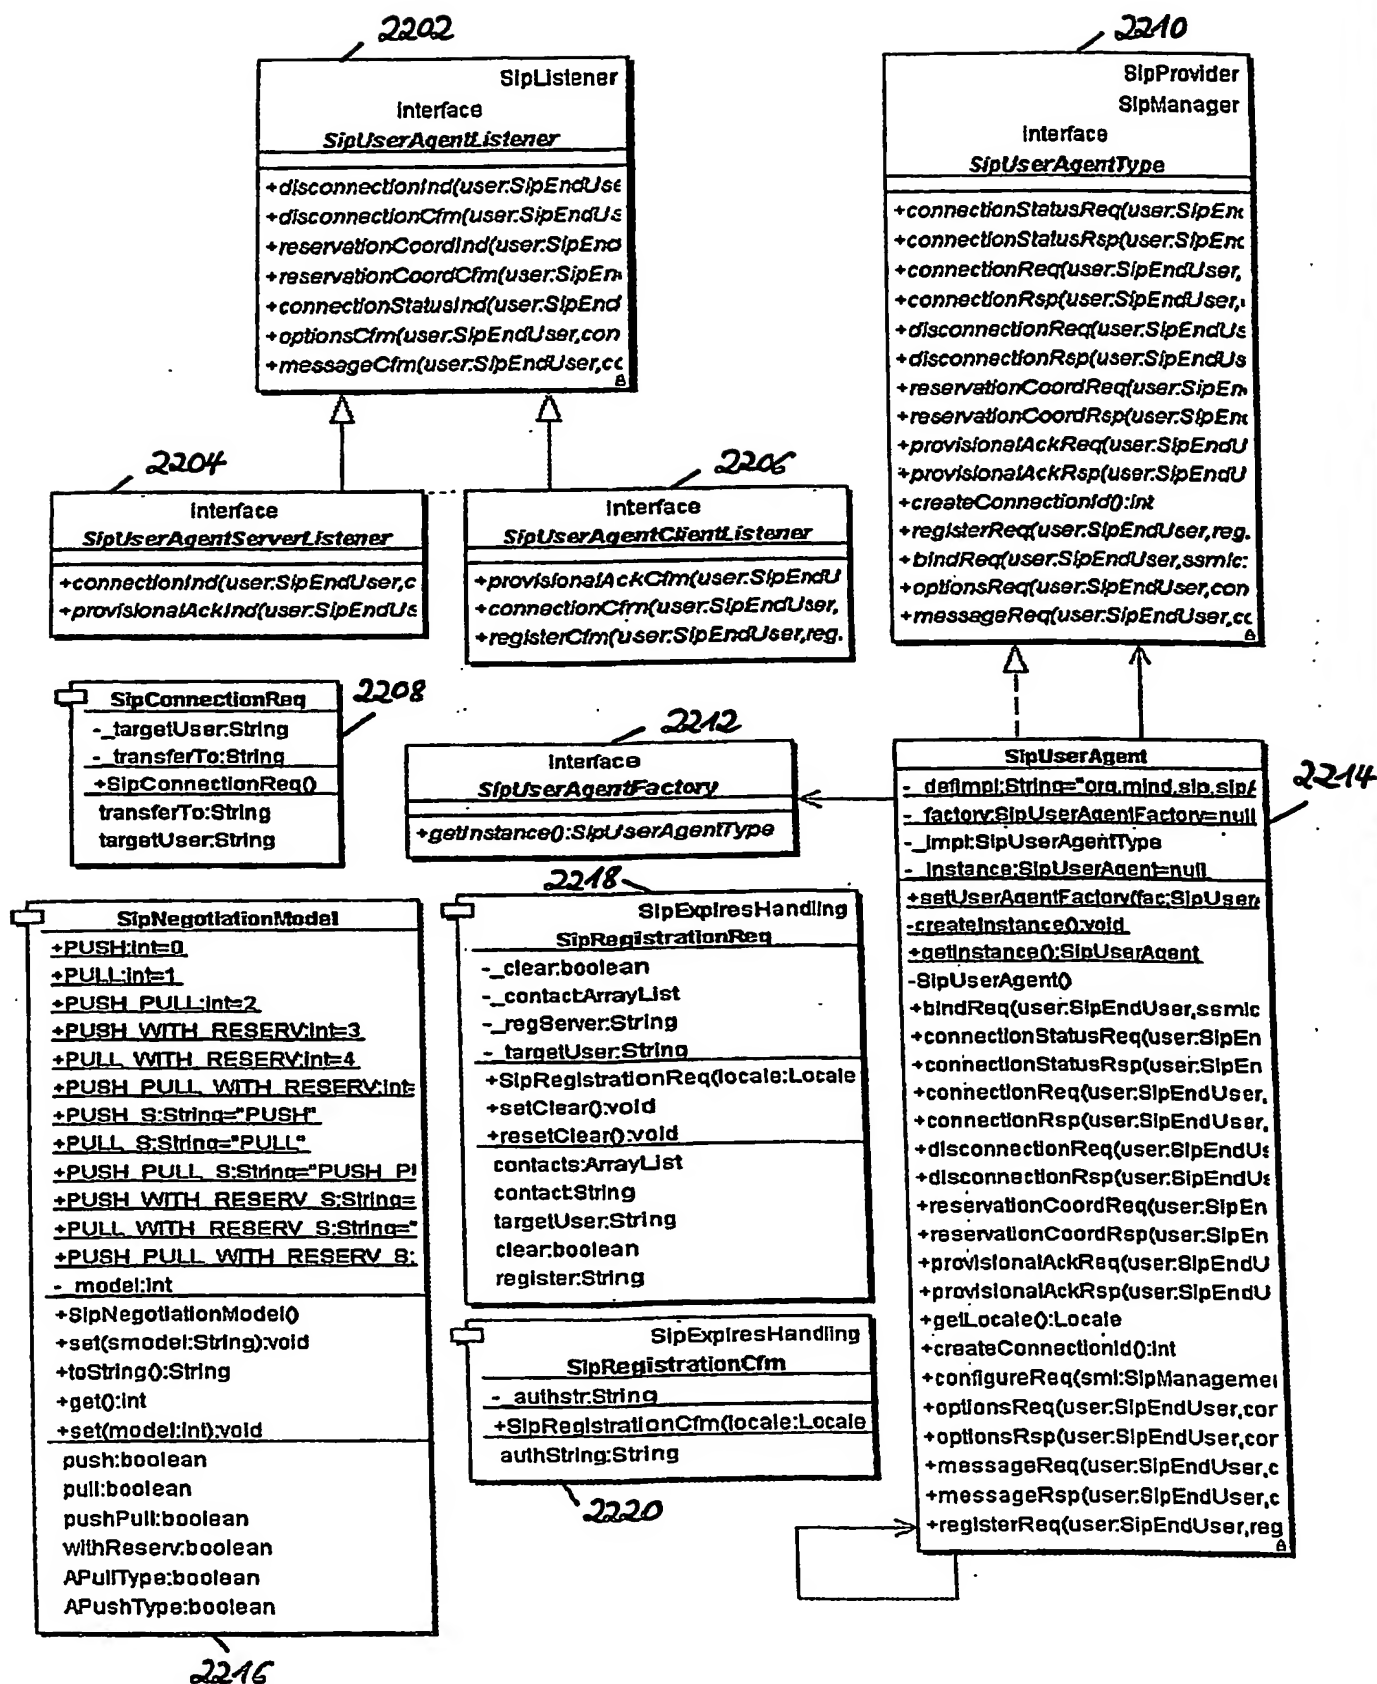 2202
SipListener
Interface
SipUserAgentListener
+disconnectionInd(user:SipEndUse
+disconnectionCfm(user:SipEndUs
+reservationCoordInd(user:SipEnd
+reservationCoordCfm(user:SipEn
+connectionStatusInd(user:SipEnd
+optionsCfm(user:SipEndUser,con
+messageCfm(user:SipEndUser,cc
2210
SipProvider
SipManager
Interface
SipUserAgentType
+connectionStatusReq(user:SipEnc
+connectionStatusRsp(user:SipEnc
+connectionReq(user:SipEndUser,
+connectionRsp(user:SipEndUser,
+disconnectionReq(user:SipEndUs
+disconnectionRsp(user:SipEndUs
+reservationCoordReq(user:SipEn
+reservationCoordRsp(user:SipEn
+provisionalAckReq(user:SipEndU
+provisionalAckRsp(user:SipEndU
+createConnectionId():int
+registerReq(user:SipEndUser,reg.
+bindReq(user:SipEndUser,ssmic:
+optionsReq(user:SipEndUser,con
+messageReq(user:SipEndUser,cc
2204
Interface
SipUserAgentServerListener
+connectionInd(user:SipEndUser,c
+provisionalAckInd(user:SipEndUs
2206
Interface
SipUserAgentClientListener
+provisionalAckCfm(user:SipEndU
+connectionCfm(user:SipEndUser,
+registerCfm(user:SipEndUser,reg.
2208
SipConnectionReq
-_targetUser:String
-_transferTo:String
+SipConnectionReq()
transferTo:String
targetUser:String
2212
Interface
SipUserAgentFactory
+getInstance():SipUserAgentType
2214
SipUserAgent
-_defImpl:String="org.mind.sip.sipA
-_factory:SipUserAgentFactory=null
-_impl:SipUserAgentType
-_instance:SipUserAgent=null
+setUserAgentFactory(fac:SipUser
-createInstance():void
+getInstance():SipUserAgent
-SipUserAgent()
+bindReq(user:SipEndUser,ssmic
+connectionStatusReq(user:SipEn
+connectionStatusRsp(user:SipEn
+connectionReq(user:SipEndUser,
+connectionRsp(user:SipEndUser,
+disconnectionReq(user:SipEndUs
+disconnectionRsp(user:SipEndUs
+reservationCoordReq(user:SipEn
+reservationCoordRsp(user:SipEn
+provisionalAckReq(user:SipEndU
+provisionalAckRsp(user:SipEndU
+getLocale():Locale
+createConnectionId():int
+configureReq(smi:SipManagemei
+optionsReq(user:SipEndUser,cor
+optionsRsp(user:SipEndUser,cor
+messageReq(user:SipEndUser,c
+messageRsp(user:SipEndUser,c
+registerReq(user:SipEndUser,reg
SipNegotiationModel
+PUSH:int=0
+PULL:int=1
+PUSH_PULL:int=2
+PUSH_WITH_RESERV:int=3
+PULL_WITH_RESERV:int=4
+PUSH_PULL_WITH_RESERV:int=
+PUSH_S:String="PUSH"
+PULL_S:String="PULL"
+PUSH_PULL_S:String="PUSH_PI
+PUSH_WITH_RESERV_S:String=
+PULL_WITH_RESERV_S:String="
+PUSH_PULL_WITH_RESERV_S:
-_model:int
+SipNegotiationModel()
+set(smodel:String):void
+toString():String
+get():int
+set(model:int):void
push:boolean
pull:boolean
pushPull:boolean
withReserv:boolean
APullType:boolean
APushType:boolean
2216
2218
SipExpiresHandling
SipRegistrationReq
-_clear:boolean
-_contact:ArrayList
-_regServer:String
-_targetUser:String
+SipRegistrationReq(locale:Locale
+setClear():void
+resetClear():void
contacts:ArrayList
contact:String
targetUser:String
clear:boolean
register:String
SipExpiresHandling
SipRegistrationCfm
-_authstr:String
+SipRegistrationCfm(locale:Locale
authString:String
2220